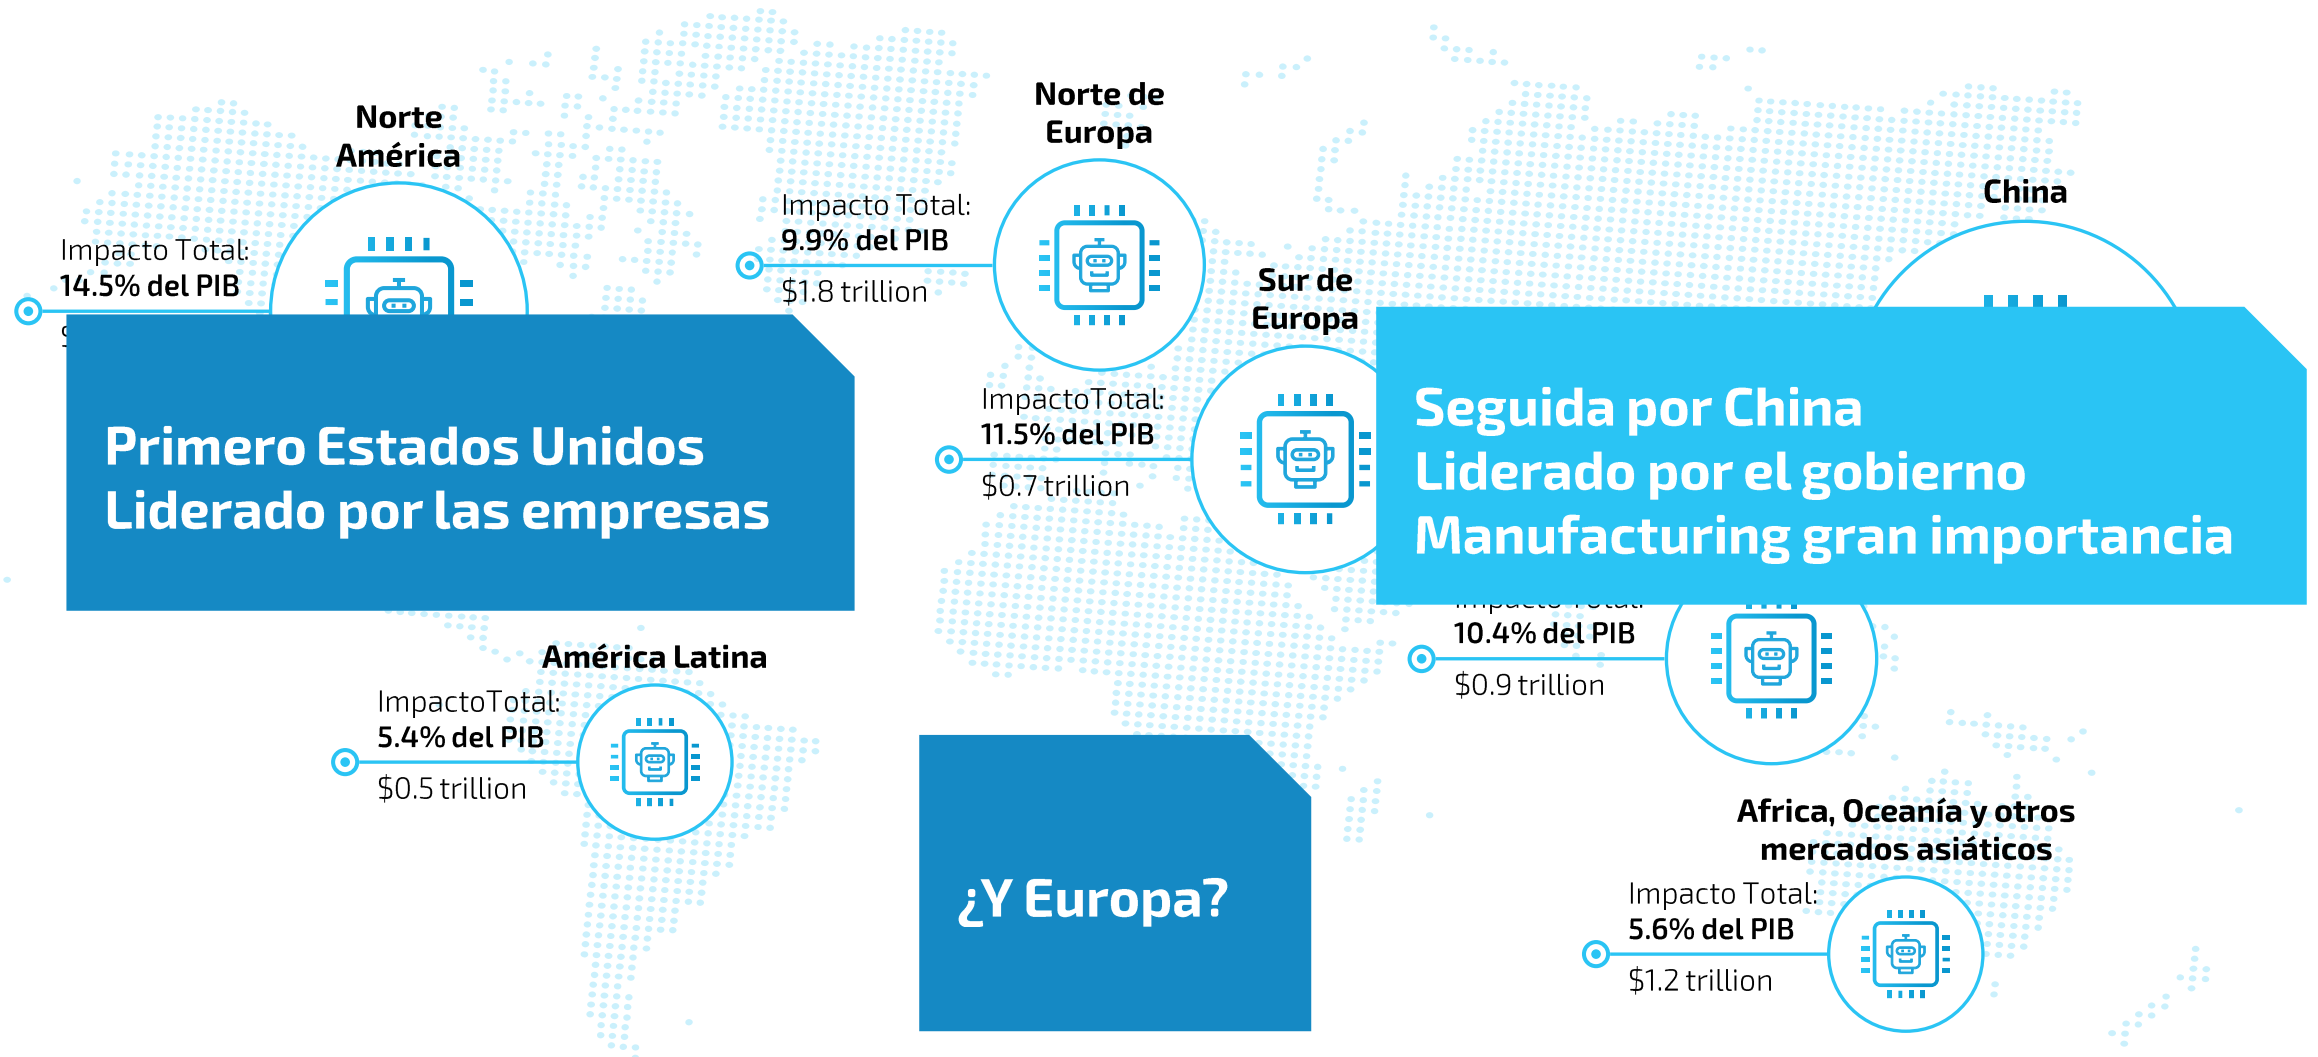 Norte
América
Impacto Total:
14.5% del PIB
Primero Estados Unidos
Liderado por las empresas
Norte de
Europa
Impacto Total:
9.9% del PIB
$1.8 trillion
Sur de
Europa
ImpactoTotal:
11.5% del PIB
$0.7 trillion
China
Seguida por China
Liderado por el gobierno
Manufacturing gran importancia
Impacto Total:
10.4% del PIB
$0.9 trillion
América Latina
ImpactoTotal:
5.4% del PIB
$0.5 trillion
¿Y Europa?
Africa, Oceanía y otros
mercados asiáticos
Impacto Total:
5.6% del PIB
$1.2 trillion